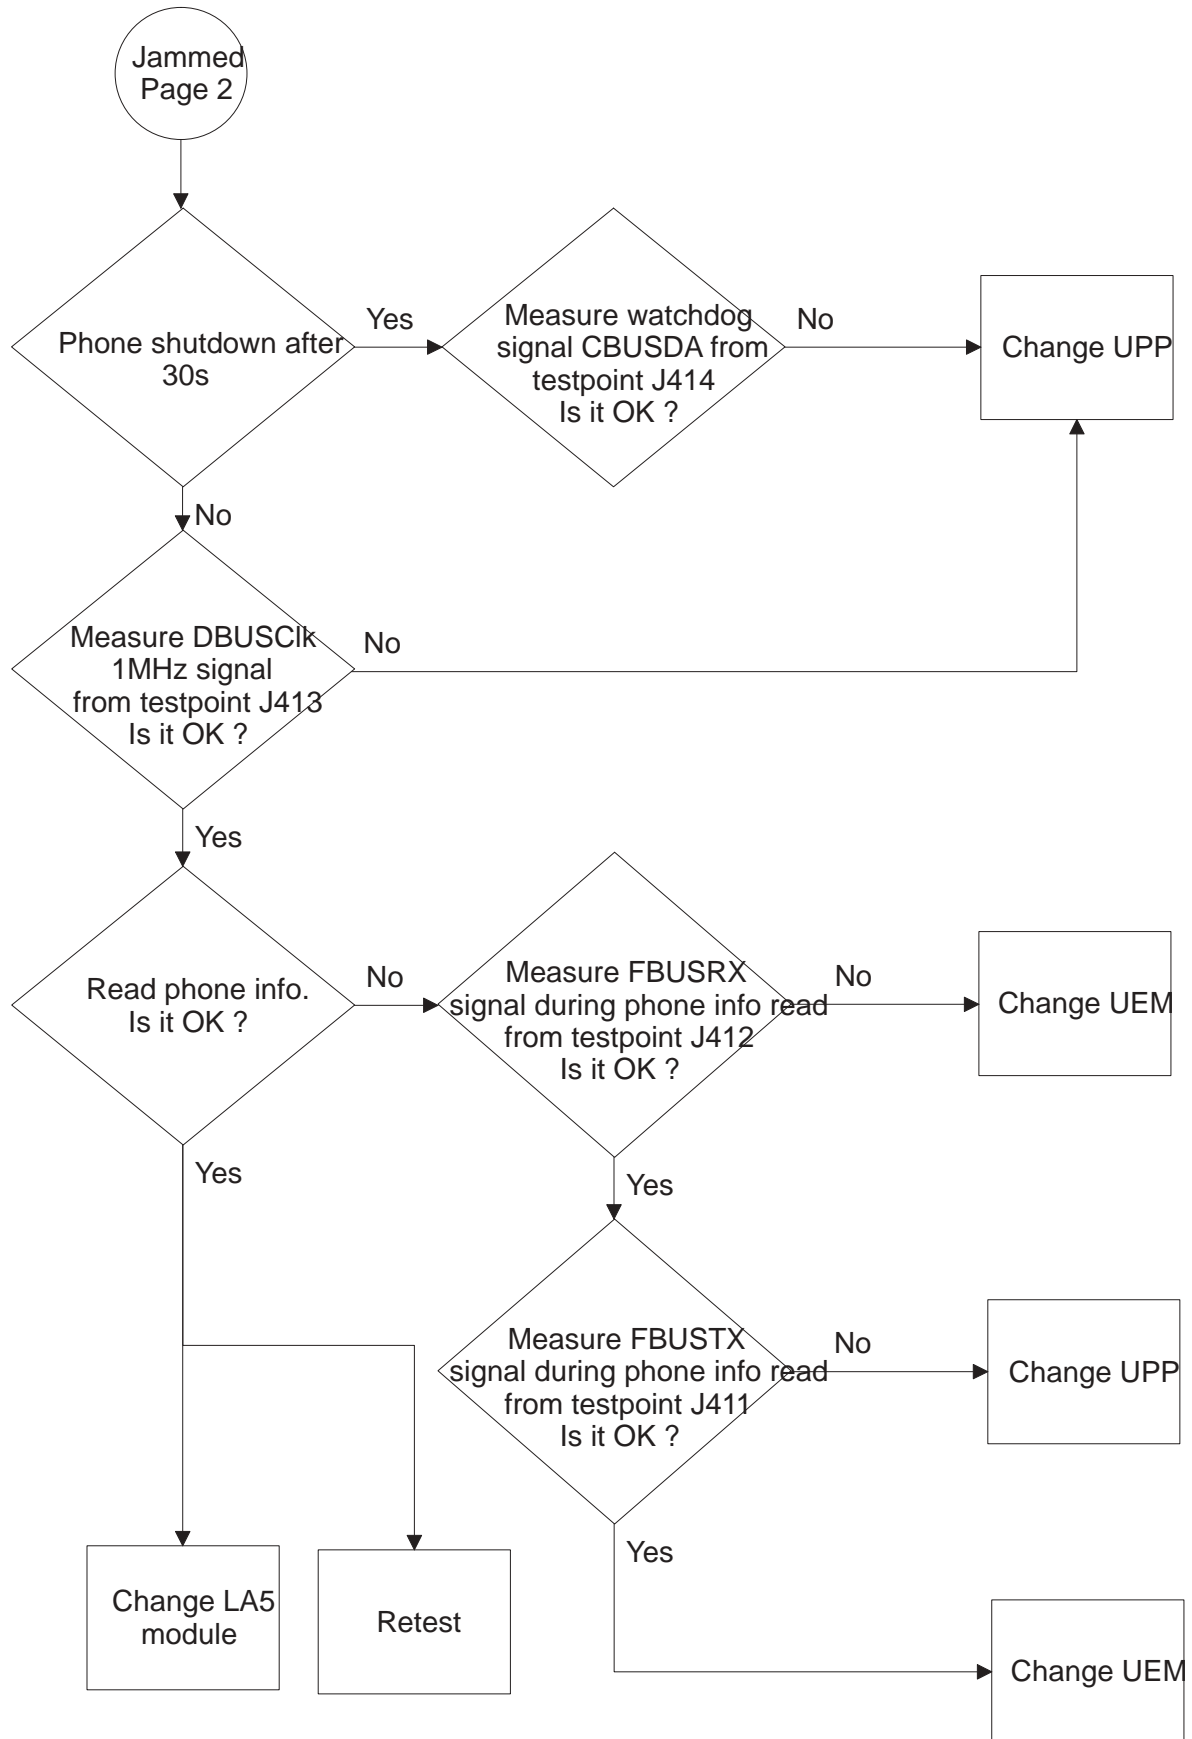 Jammed
Page 2
Phone shutdown after
30s
Yes
Measure watchdog
signal CBUSDA from
testpoint J414
Is it OK ?
No
Change UPP
No
Measure DBUSClk
1MHz signal
from testpoint J413
Is it OK ?
No
Yes
Read phone info.
Is it OK ?
No
Measure FBUSRX
signal during phone info read
from testpoint J412
Is it OK ?
No
Change UEM
Yes
Yes
Measure FBUSTX
signal during phone info read
from testpoint J411
Is it OK ?
No
Change UPP
Yes
Change LA5
module
Retest
Change UEM